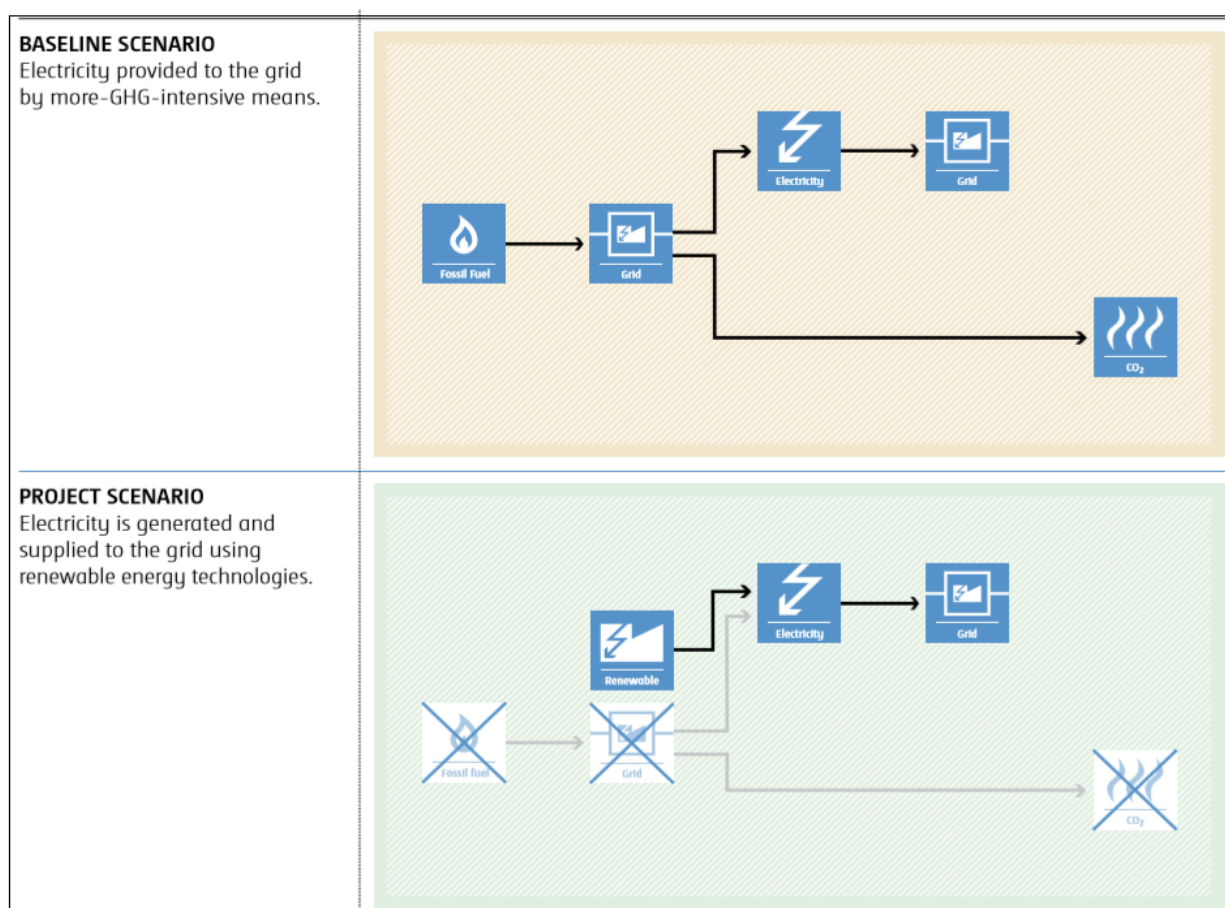 BASELINE SCENARIO
Electricity provided to the grid
by more-GHG-intensive means.
Electricity
Grid
Fossil Fuel
Grid
CO₂
PROJECT SCENARIO
Electricity is generated and
supplied to the grid using
renewable energy technologies.
Electricity
Grid
Renewable
Fossil fuel
Grid
CO₂